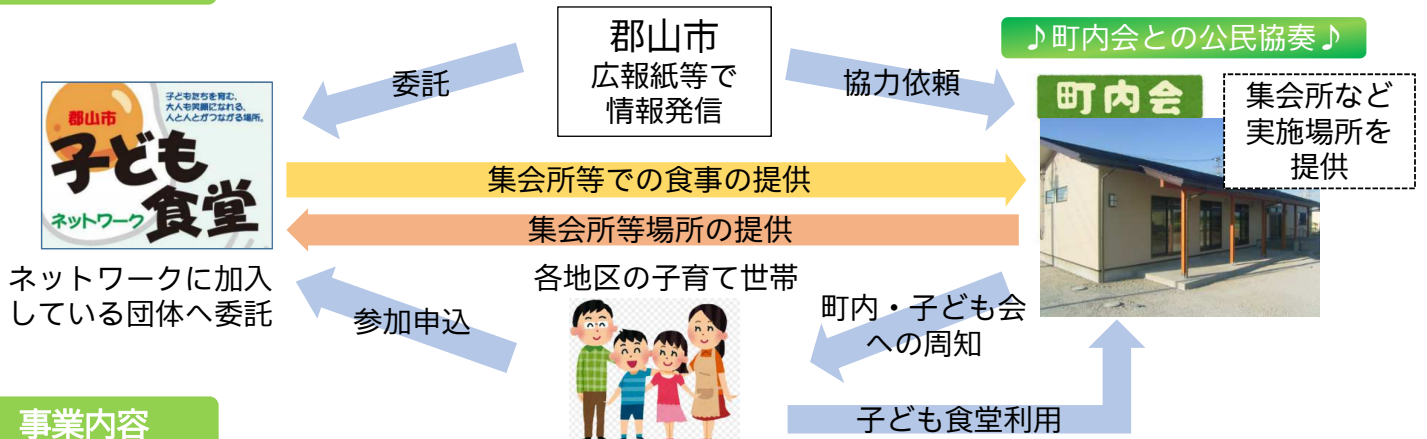 郡山市
広報紙等で
情報発信
♪町内会との公民協奏♪
委託
協力依頼
町内会
集会所など
実施場所を
提供
子どもたちを育む、
大人も笑顔になれる、
人と人とがつながる場所。
郡山市
子ども
食堂
ネットワーク
集会所等での食事の提供
集会所等場所の提供
ネットワークに加入
している団体へ委託
各地区の子育て世帯
参加申込
町内・子ども会
への周知
子ども食堂利用
事業内容